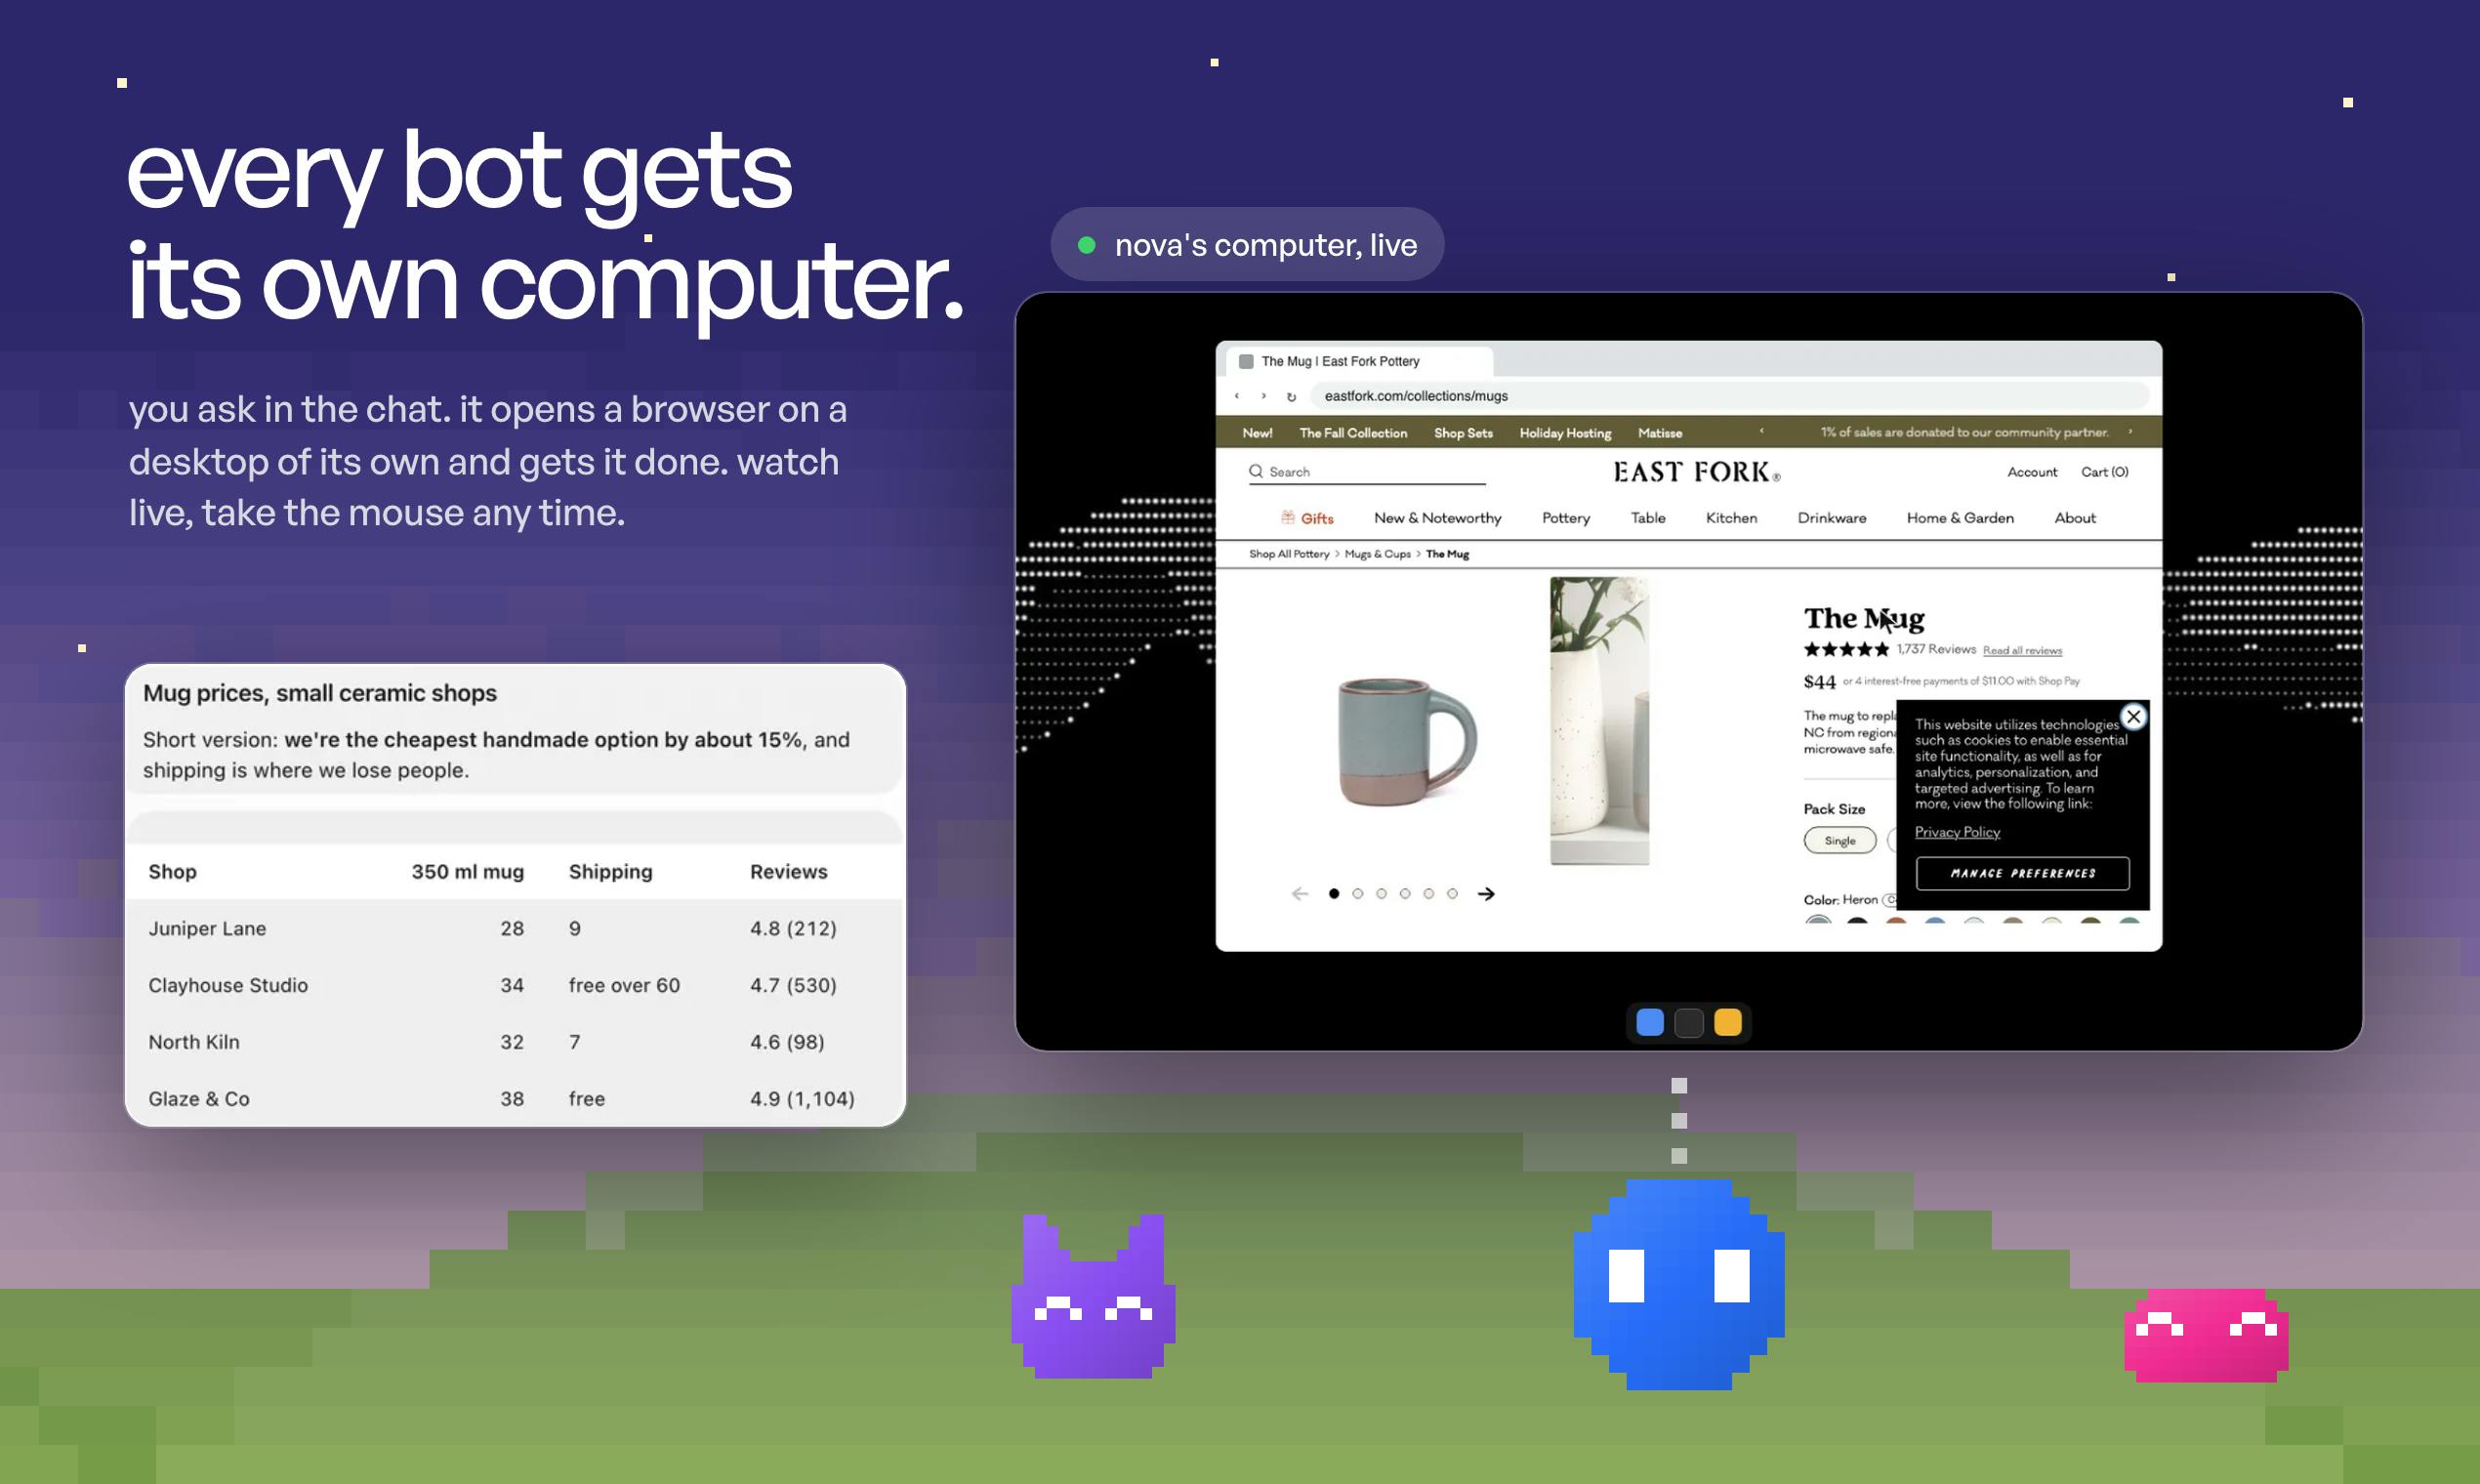 every bot gets
its own computer.
you ask in the chat. it opens a browser on a
desktop of its own and gets it done. watch
live, take the mouse any time.
Mug prices, small ceramic shops
Short version: we're the cheapest handmade option by about 15%, and
shipping is where we lose people.
Shop 350 ml mug Shipping Reviews
Juniper Lane 28 9 4.8 (212)
Clayhouse Studio 34 free over 60 4.7 (530)
North Kiln 32 7 4.6 (98)
Glaze & Co 38 free 4.9 (1,104)
nova's computer, live
The Mug | East Fork Pottery
eastfork.com/collections/mugs
New! The Fall Collection Shop Sets Holiday Hosting Matisse 1% of sales are donated to our community partner.
Search EAST FORK® Account Cart (0)
Gifts New & Noteworthy Pottery Table Kitchen Drinkware Home & Garden About
Shop All Pottery > Mugs & Cups > The Mug
The Mug
1,737 Reviews Read all reviews
$44 or 4 interest-free payments of $11.00 with Shop Pay
The mug to
NC from
microwave safe.
Pack Size
Single
Color: Heron
This website utilizes technologies
such as cookies to enable essential
site functionality, as well as for
analytics, personalization, and
targeted advertising. To learn
more, view the following link:
Privacy Policy
MANAGE PREFERENCES